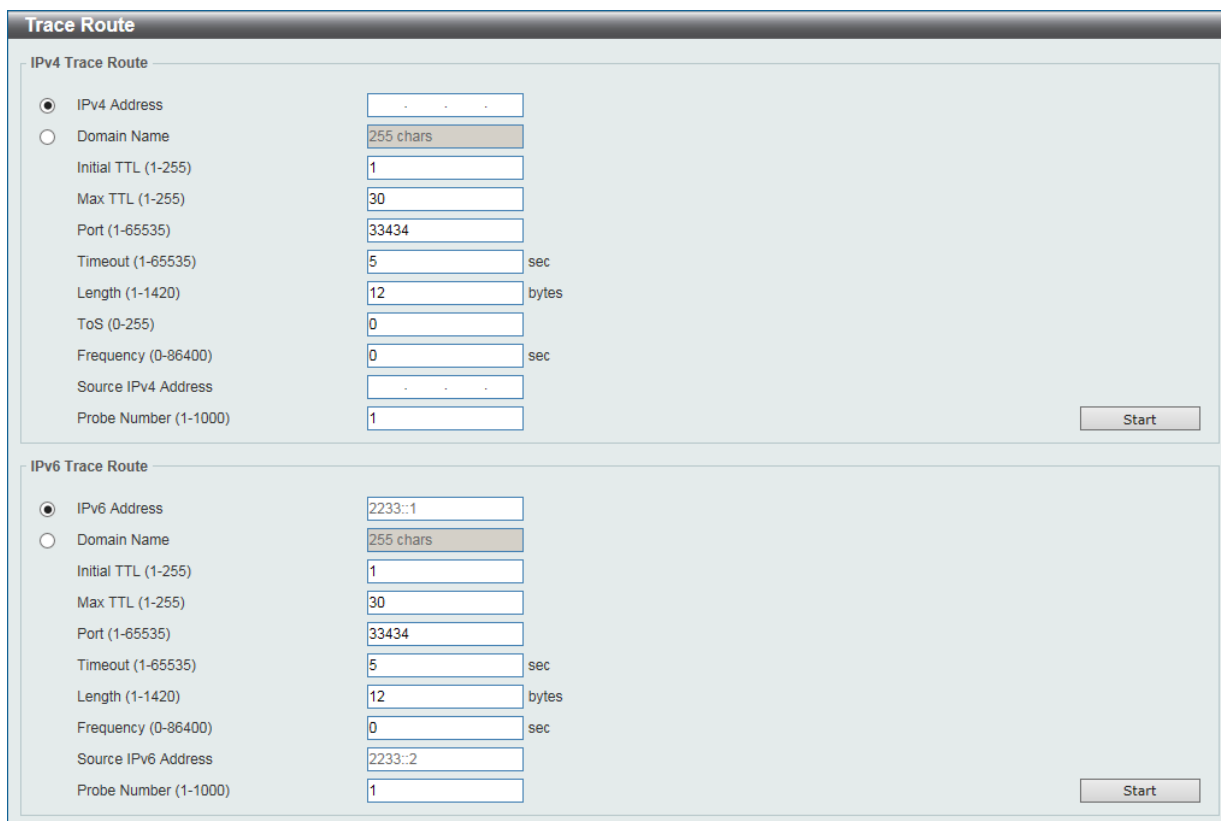 Trace Route
IPv4 Trace Route
IPv4 Address . . .
Domain Name 255 chars
Initial TTL (1-255) 1
Max TTL (1-255) 30
Port (1-65535) 33434
Timeout (1-65535) 5 sec
Length (1-1420) 12 bytes
ToS (0-255) 0
Frequency (0-86400) 0 sec
Source IPv4 Address . . .
Probe Number (1-1000) 1 Start
IPv6 Trace Route
IPv6 Address 2233::1
Domain Name 255 chars
Initial TTL (1-255) 1
Max TTL (1-255) 30
Port (1-65535) 33434
Timeout (1-65535) 5 sec
Length (1-1420) 12 bytes
Frequency (0-86400) 0 sec
Source IPv6 Address 2233::2
Probe Number (1-1000) 1 Start